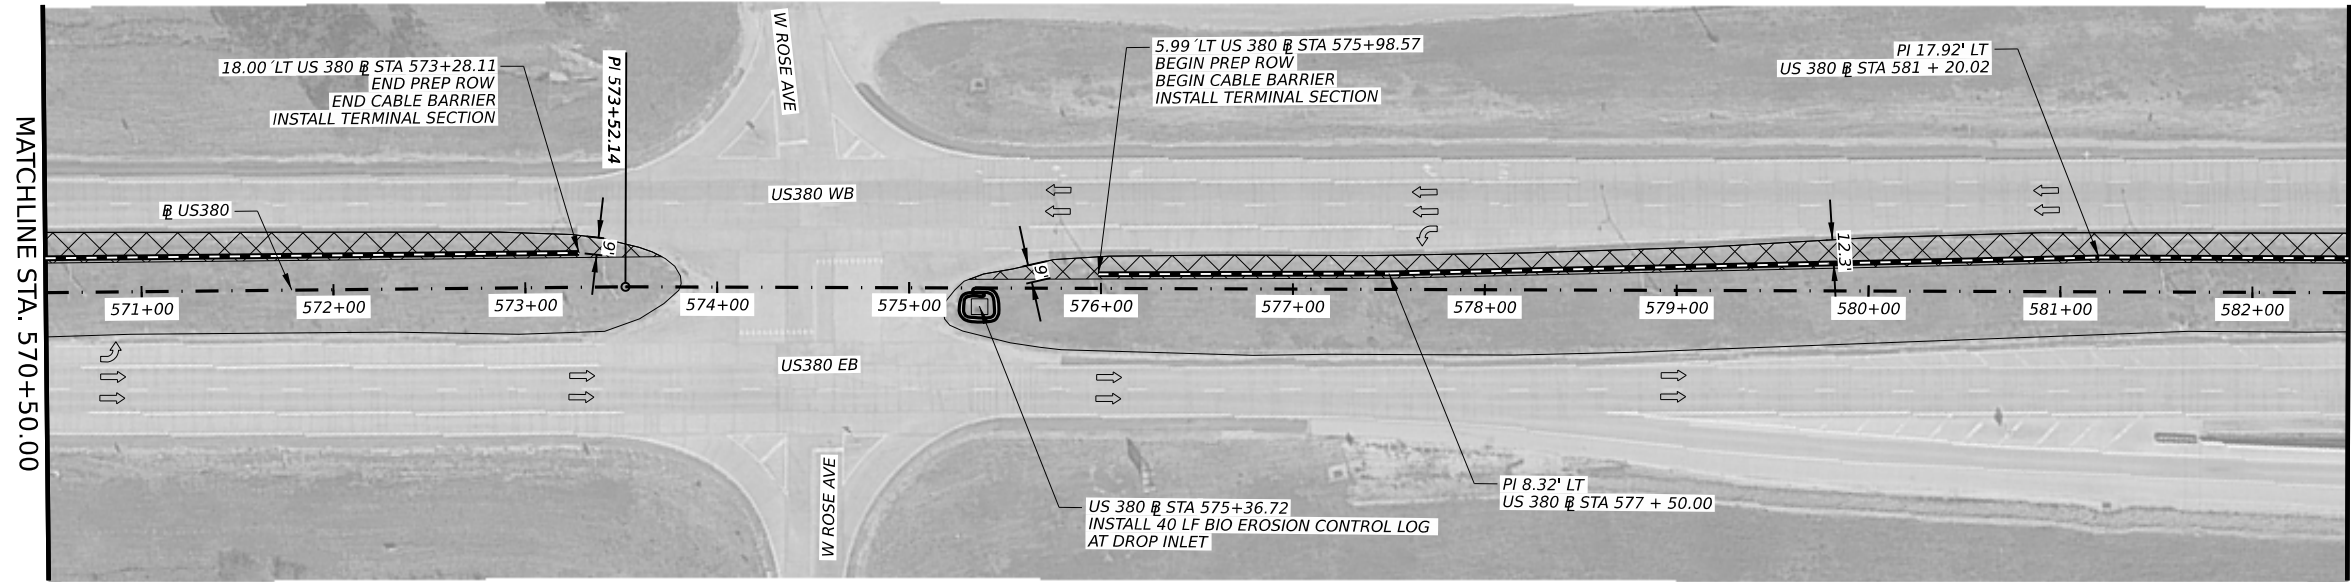 MATCHLINE STA. 570+50.00
18.00'LT US 380 ℄ STA 573+28.11
END PREP ROW
END CABLE BARRIER
INSTALL TERMINAL SECTION
PI 573+52.14
W ROSE AVE
5.99'LT US 380 ℄ STA 575+98.57
BEGIN PREP ROW
BEGIN CABLE BARRIER
INSTALL TERMINAL SECTION
PI 17.92' LT
US 380 ℄ STA 581 + 20.02
US380 WB
℄ US380
9'
9'
12.3'
571+00
572+00
573+00
574+00
575+00
576+00
577+00
578+00
579+00
580+00
581+00
582+00
US380 EB
W ROSE AVE
US 380 ℄ STA 575+36.72
INSTALL 40 LF BIO EROSION CONTROL LOG
AT DROP INLET
PI 8.32' LT
US 380 ℄ STA 577 + 50.00